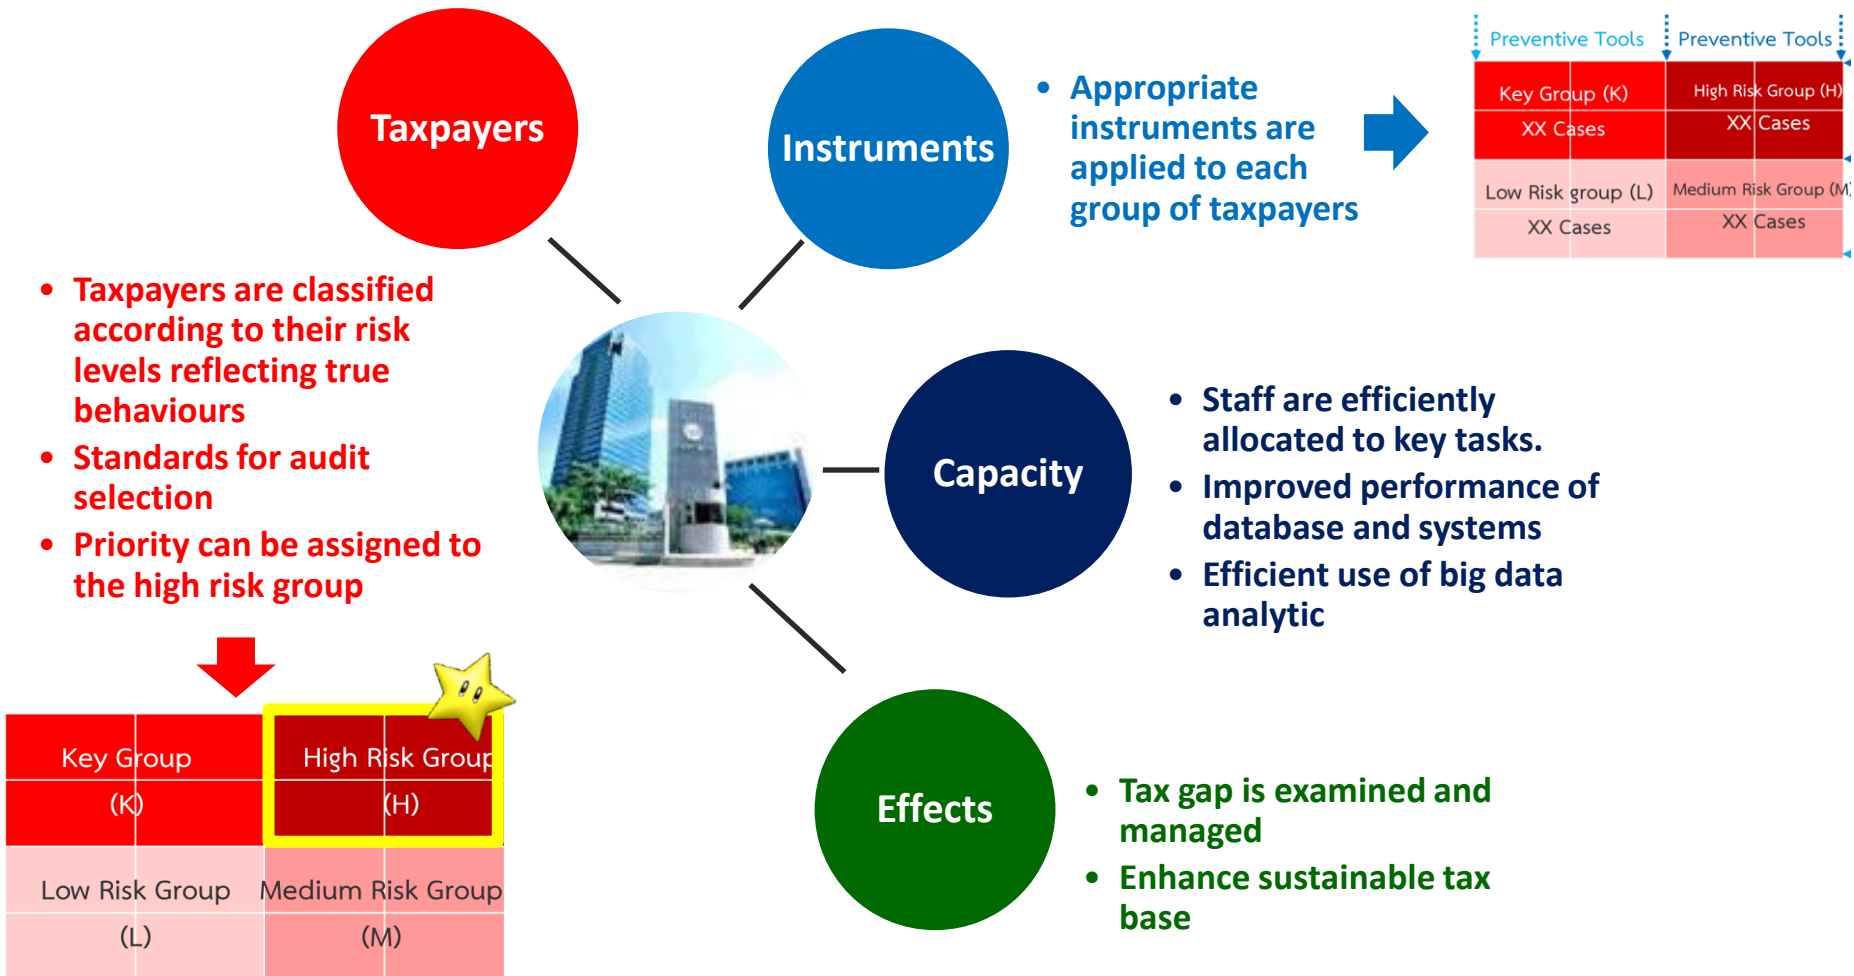 Taxpayers
• Taxpayers are classified
according to their risk
levels reflecting true
behaviours
• Standards for audit
selection
• Priority can be assigned to
the high risk group
Key Group
(K)
High Risk Group
(H)
Low Risk Group
(L)
Medium Risk Group
(M)
Instruments
• Appropriate
instruments are
applied to each
group of taxpayers
Preventive Tools
Preventive Tools
Key Group (K)
XX Cases
High Risk Group (H)
XX Cases
Low Risk group (L)
XX Cases
Medium Risk Group (M)
XX Cases
Capacity
• Staff are efficiently
allocated to key tasks.
• Improved performance of
database and systems
• Efficient use of big data
analytic
Effects
• Tax gap is examined and
managed
• Enhance sustainable tax
base